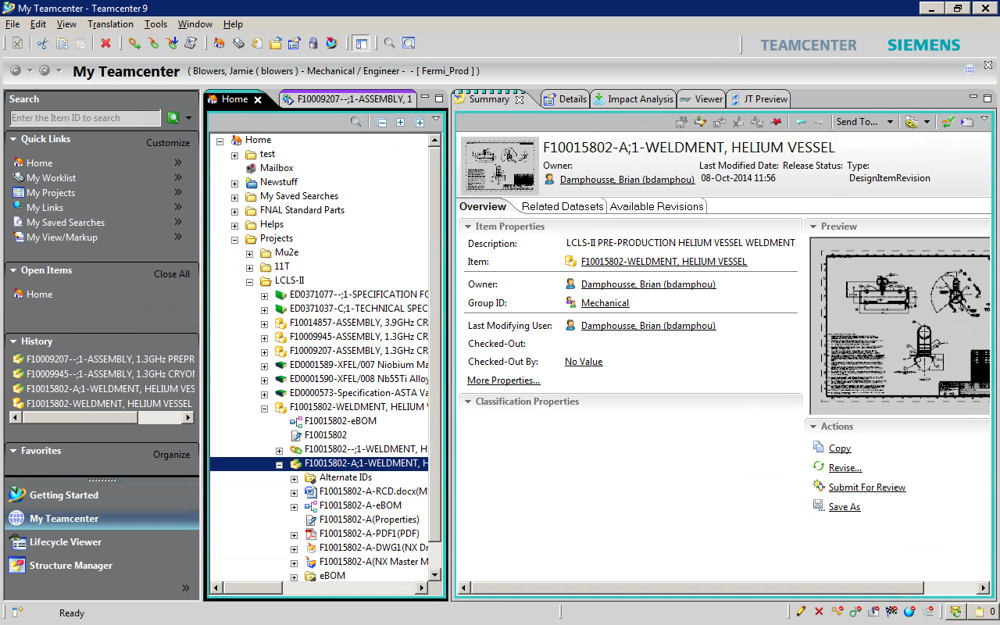 My Teamcenter - Teamcenter 9
File Edit View Translation Tools Window Help
TEAMCENTER SIEMENS
My Teamcenter ( Blowers, Jamie ( blowers ) - Mechanical / Engineer - - [ Fermi_Prod ] )
Search
Enter the Item ID to search
Quick Links Customize
Home
My Worklist
My Projects
My Links
My Saved Searches
My View/Markup
Open Items Close All
Home
History
F10009207--;1-ASSEMBLY, 1.3GHz PREPR
F10009945--;1-ASSEMBLY, 1.3GHz CRYON
F10015802-A;1-WELDMENT, HELIUM VES
F10015802-WELDMENT, HELIUM VESSEL
Favorites Organize
Getting Started
My Teamcenter
Lifecycle Viewer
Structure Manager
Home F10009207--;1-ASSEMBLY, 1
Home
test
Mailbox
Newstuff
My Saved Searches
FNAL Standard Parts
Helps
Projects
Mu2e
11T
LCLS-II
ED0371077--;1-SPECIFICATION FO
ED0371037-C;1-TECHNICAL SPEC
F10014857-ASSEMBLY, 3.9GHz CR
F10009945-ASSEMBLY, 1.3GHz CR
F10009207-ASSEMBLY, 1.3GHz CR
ED0001589-XFEL/007 Niobium Ma
ED0001590-XFEL/008 Nb55Ti Alloy
ED0000573-Specification-ASTA Va
F10015802-WELDMENT, HELIUM V
F10015802-eBOM
F10015802
F10015802--;1-WELDMENT, H
F10015802-A;1-WELDMENT, H
Alternate IDs
F10015802-A-RCD.docx(MS
F10015802-A-eBOM
F10015802-A(Properties)
F10015802-A-PDF1(PDF)
F10015802-A-DWG1(NX Dr
F10015802-A(NX Master M
eBOM
Summary Details Impact Analysis Viewer JT Preview
Send To...
F10015802-A;1-WELDMENT, HELIUM VESSEL
Owner: Last Modified Date: Release Status: Type:
Damphousse, Brian (bdamphou) 08-Oct-2014 11:56 DesignItemRevision
Overview Related Datasets Available Revisions
Item Properties
Description: LCLS-II PRE-PRODUCTION HELIUM VESSEL WELDMENT
Item: F10015802-WELDMENT, HELIUM VESSEL
Owner: Damphousse, Brian (bdamphou)
Group ID: Mechanical
Last Modifying User: Damphousse, Brian (bdamphou)
Checked-Out:
Checked-Out By: No Value
More Properties...
Classification Properties
Preview
Actions
Copy
Revise...
Submit For Review
Save As
Ready
0